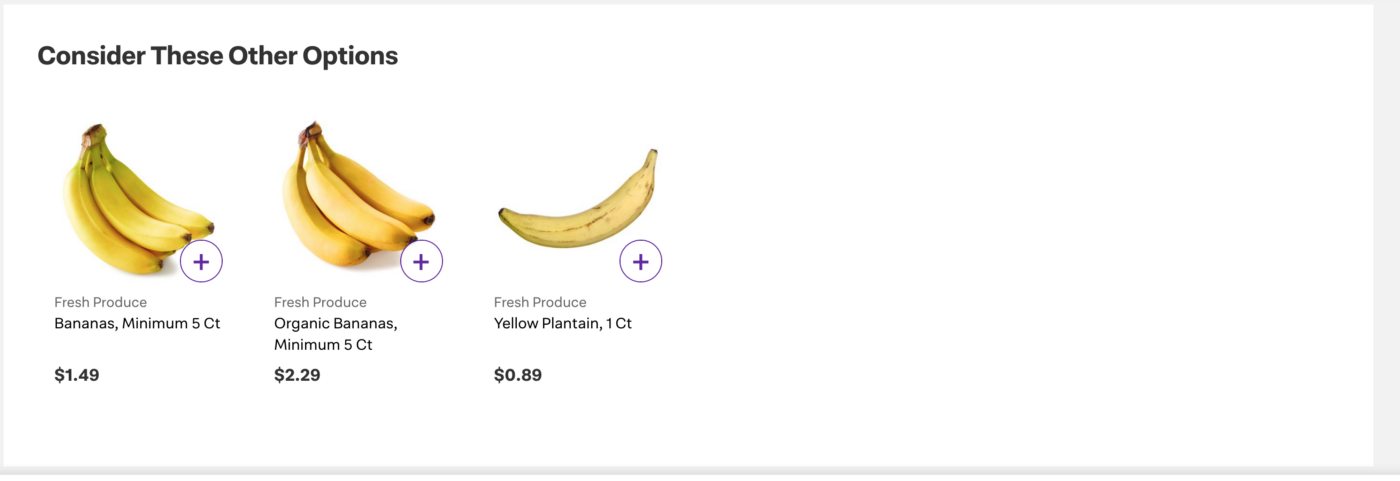 Consider These Other Options
Fresh Produce
Bananas, Minimum 5 Ct
$1.49
Fresh Produce
Organic Bananas,
Minimum 5 Ct
$2.29
Fresh Produce
Yellow Plantain, 1 Ct
$0.89